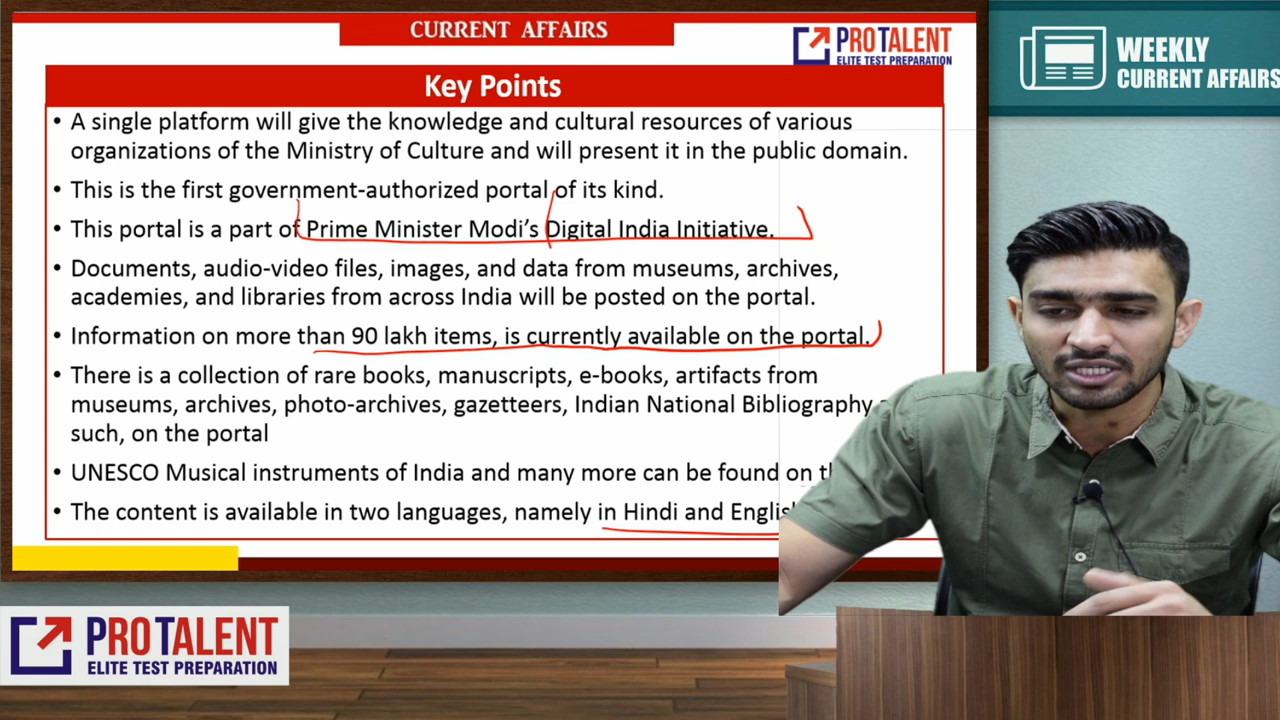 CURRENT AFFAIRS
PROTALENT
ELITE TEST PREPARATION
WEEKLY
CURRENT AFFAIRS
Key Points
• A single platform will give the knowledge and cultural resources of various
organizations of the Ministry of Culture and will present it in the public domain.
• This is the first government-authorized portal of its kind.
• This portal is a part of Prime Minister Modi's Digital India Initiative.
• Documents, audio-video files, images, and data from museums, archives,
academies, and libraries from across India will be posted on the portal.
• Information on more than 90 lakh items, is currently available on the portal.
• There is a collection of rare books, manuscripts, e-books, artifacts from
museums, archives, photo-archives, gazetteers, Indian National Bibliography
such, on the portal
• UNESCO Musical instruments of India and many more can be found on
• The content is available in two languages, namely in Hindi and
PROTALENT
ELITE TEST PREPARATION